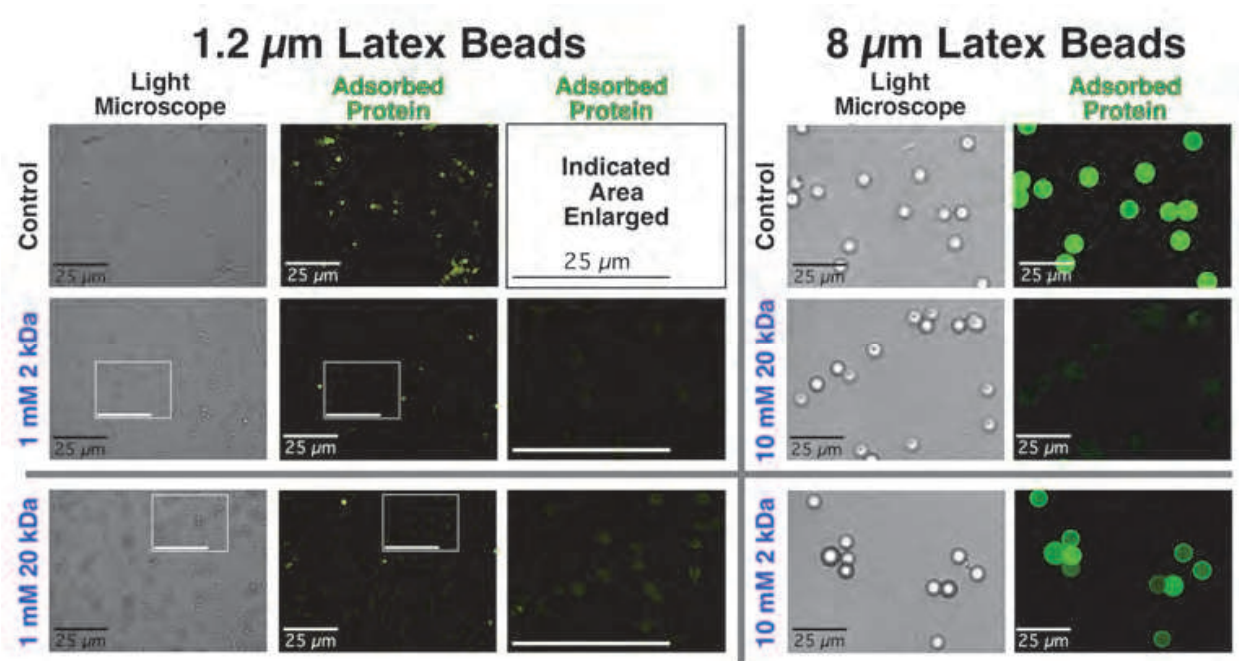 1.2 µm Latex Beads
8 µm Latex Beads
Light
Microscope
Adsorbed
Protein
Adsorbed
Protein
Light
Microscope
Adsorbed
Protein
Control
25 µm
25 µm
Indicated
Area
Enlarged
25 µm
Control
25 µm
25 µm
1 mM 2 kDa
25 µm
25 µm
10 mM 20 kDa
25 µm
25 µm
1 mM 20 kDa
25 µm
25 µm
10 mM 2 kDa
25 µm
25 µm